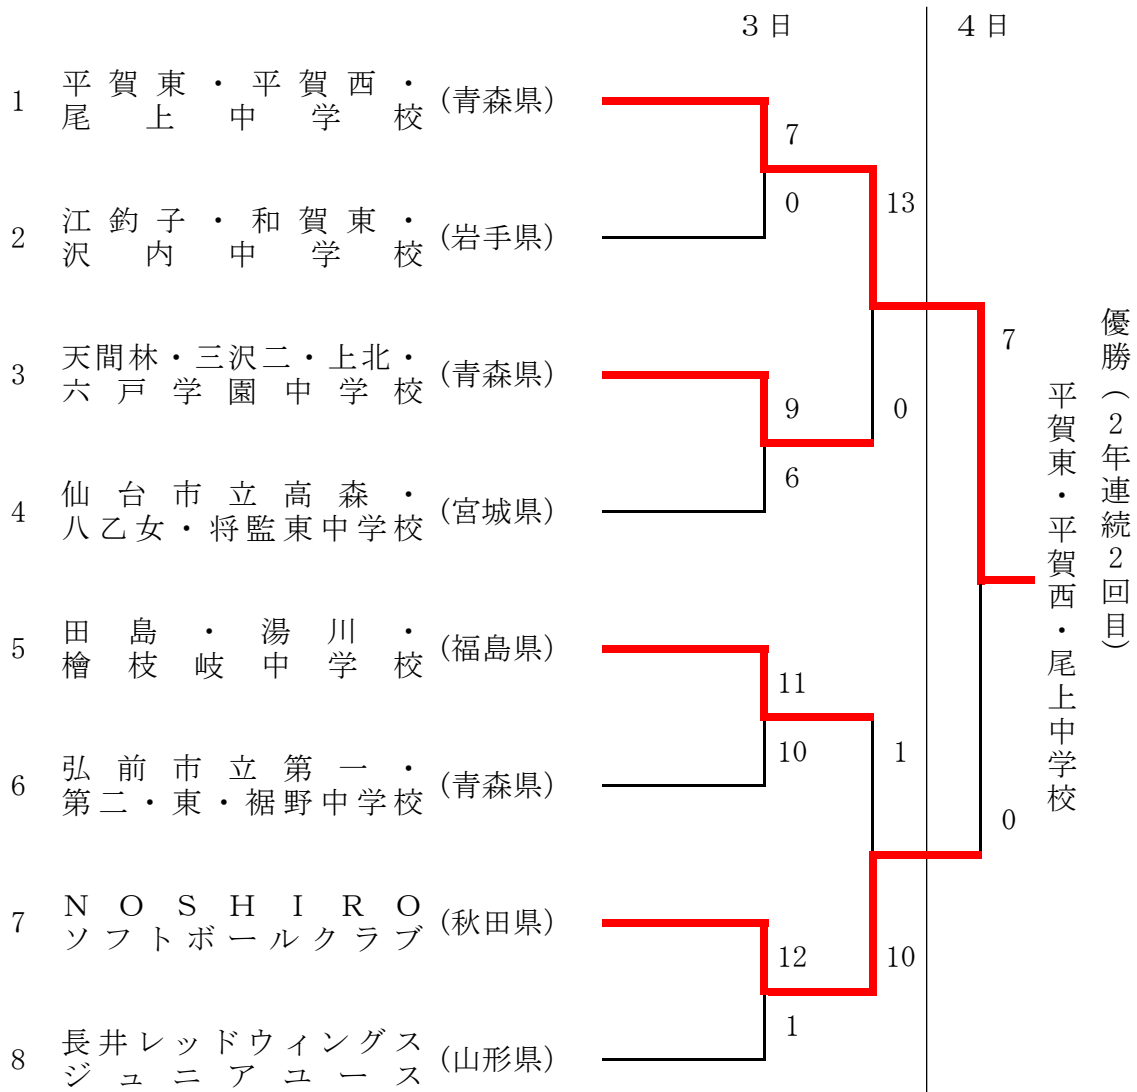 ３日 ４日
1 平賀東・平賀西・
尾上中学校 (青森県)
7
0
13
2 江釣子・和賀東・
沢内中学校 (岩手県)
3 天間林・三沢二・上北・
六戸学園中学校 (青森県)
9
6
0
4 仙台市立高森・
八乙女・将監東中学校 (宮城県)
7
5 田島・湯川・
檜枝岐中学校 (福島県)
11
10
1
6 弘前市立第一・
第二・東・裾野中学校 (青森県)
0
7 ＮＯＳＨＩＲＯ
ソフトボールクラブ (秋田県)
12
1
10
8 長井レッドウィングス
ジュニアユース (山形県)
優勝（２年連続２回目）
平賀東・平賀西・尾上中学校